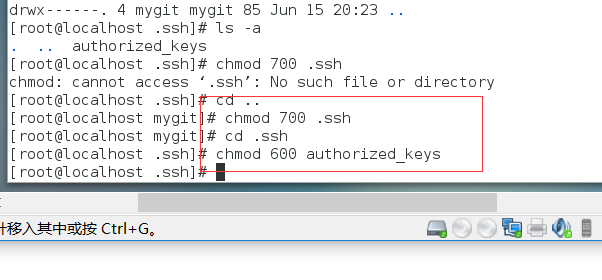 drwx------. 4 mygit mygit 85 Jun 15 20:23 ..
[root@localhost .ssh]# ls -a
.  ..  authorized_keys
[root@localhost .ssh]# chmod 700 .ssh
chmod: cannot access ‘.ssh’: No such file or directory
[root@localhost .ssh]# cd ..
[root@localhost mygit]# chmod 700 .ssh
[root@localhost mygit]# cd .ssh
[root@localhost .ssh]# chmod 600 authorized_keys
[root@localhost .ssh]#
移入其中或按 Ctrl+G。